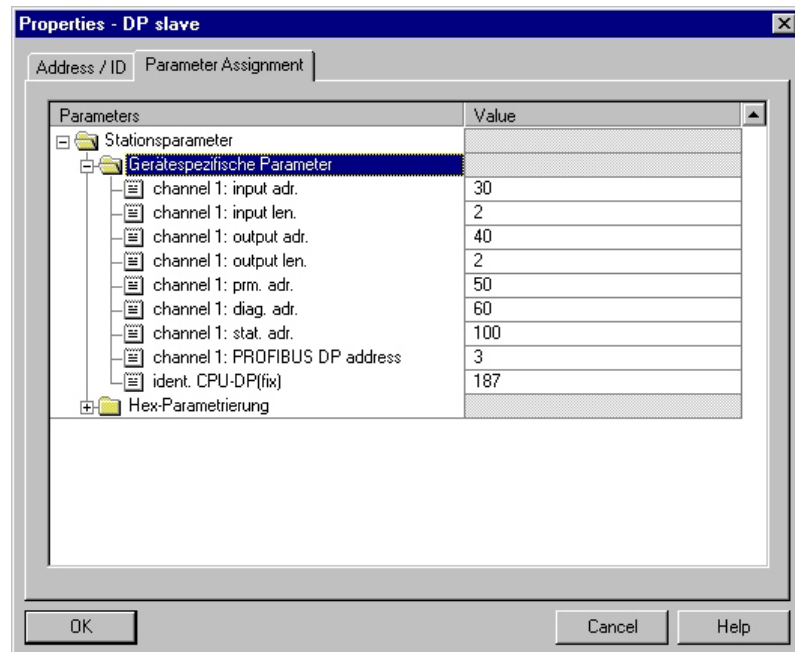 Properties - DP slave
Address / ID Parameter Assignment
Parameters Value
Stationsparameter
Gerätespezifische Parameter
channel 1: input adr. 30
channel 1: input len. 2
channel 1: output adr. 40
channel 1: output len. 2
channel 1: prm. adr. 50
channel 1: diag. adr. 60
channel 1: stat. adr. 100
channel 1: PROFIBUS DP address 3
ident. CPU-DP(fix) 187
Hex-Parametrierung
OK Cancel Help